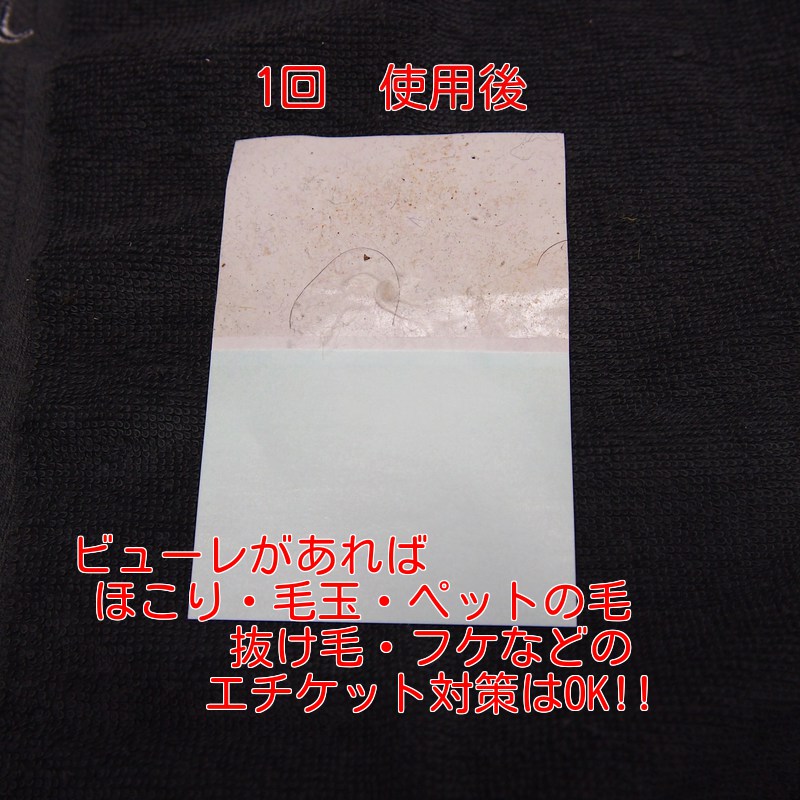 1回　使用後
ビューレがあれば
ほこり・毛玉・ペットの毛
抜け毛・フケなどの
エチケット対策はOK!!